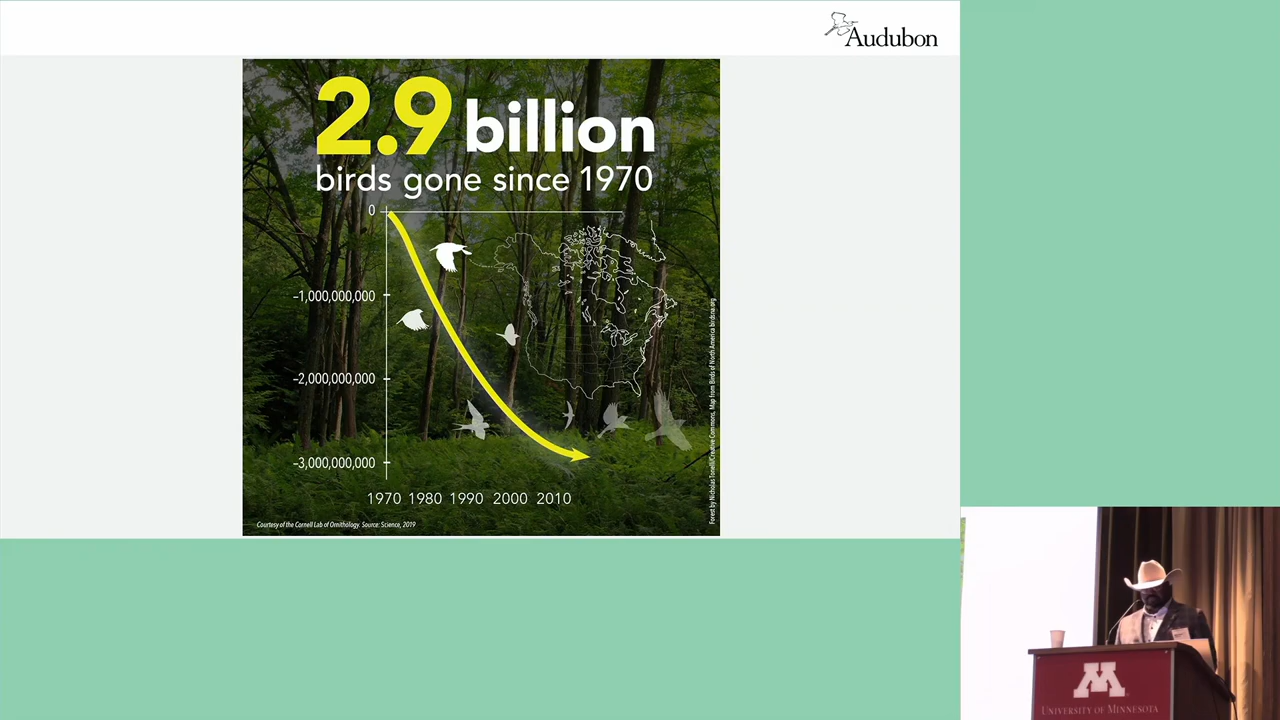 Audubon
2.9 billion
birds gone since 1970
0
–1,000,000,000
–2,000,000,000
–3,000,000,000
1970 1980 1990 2000 2010
Courtesy of the Cornell Lab of Ornithology. Source: Science, 2019
Forest by Nicholas Tonelli/Creative Commons, Map from Birds of North America birdsna.org
M
UNIVERSITY OF MINNESOTA